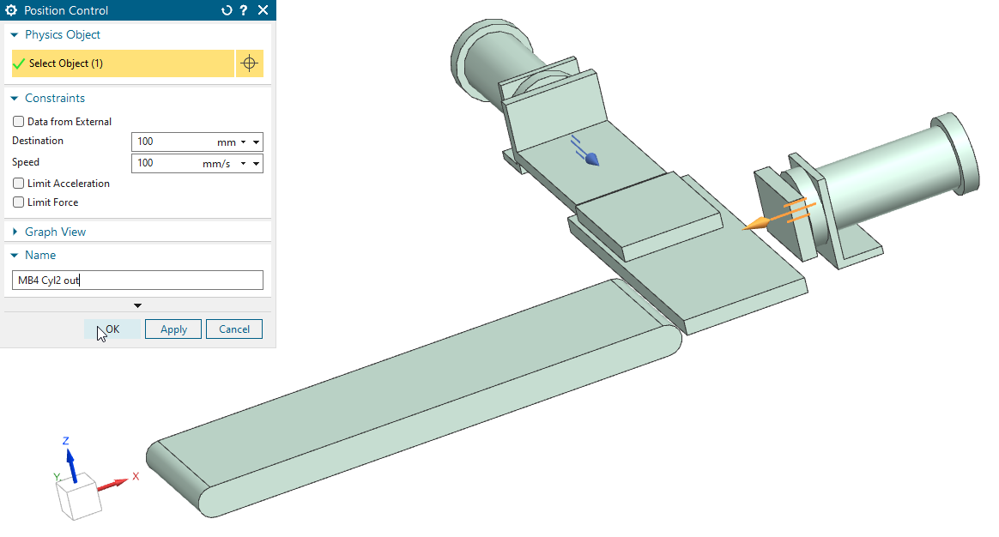 Position Control
Physics Object
Select Object (1)
Constraints
Data from External
Destination 100 mm
Speed 100 mm/s
Limit Acceleration
Limit Force
Graph View
Name
MB4 Cyl2 out
OK Apply Cancel
Z
Y
X